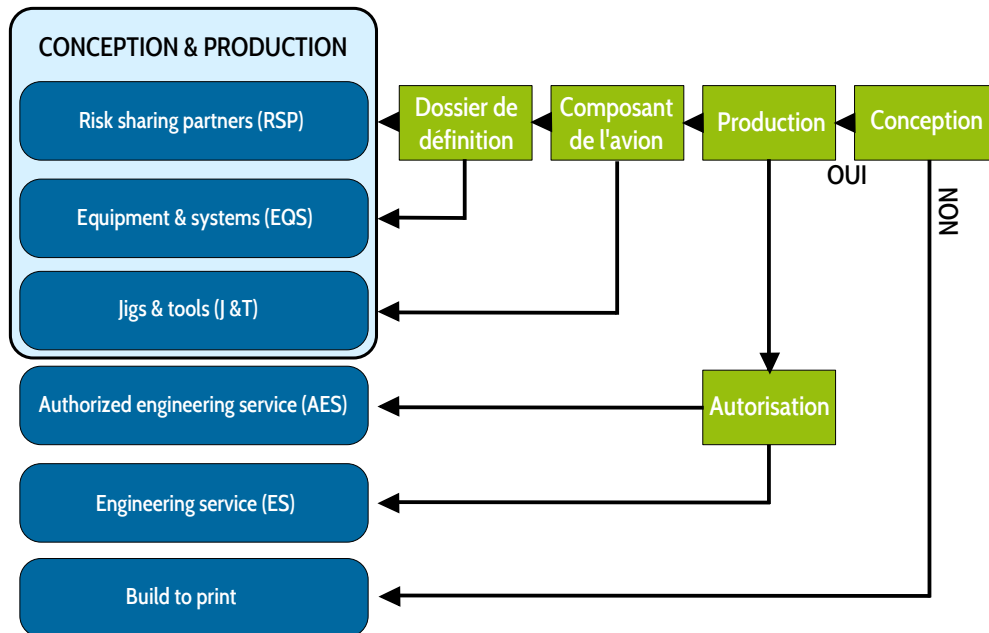 CONCEPTION & PRODUCTION
Risk sharing partners (RSP)
Dossier de
définition
Composant
de l'avion
Production
Conception
OUI
NON
Equipment & systems (EQS)
Jigs & tools (J &T)
Authorized engineering service (AES)
Autorisation
Engineering service (ES)
Build to print